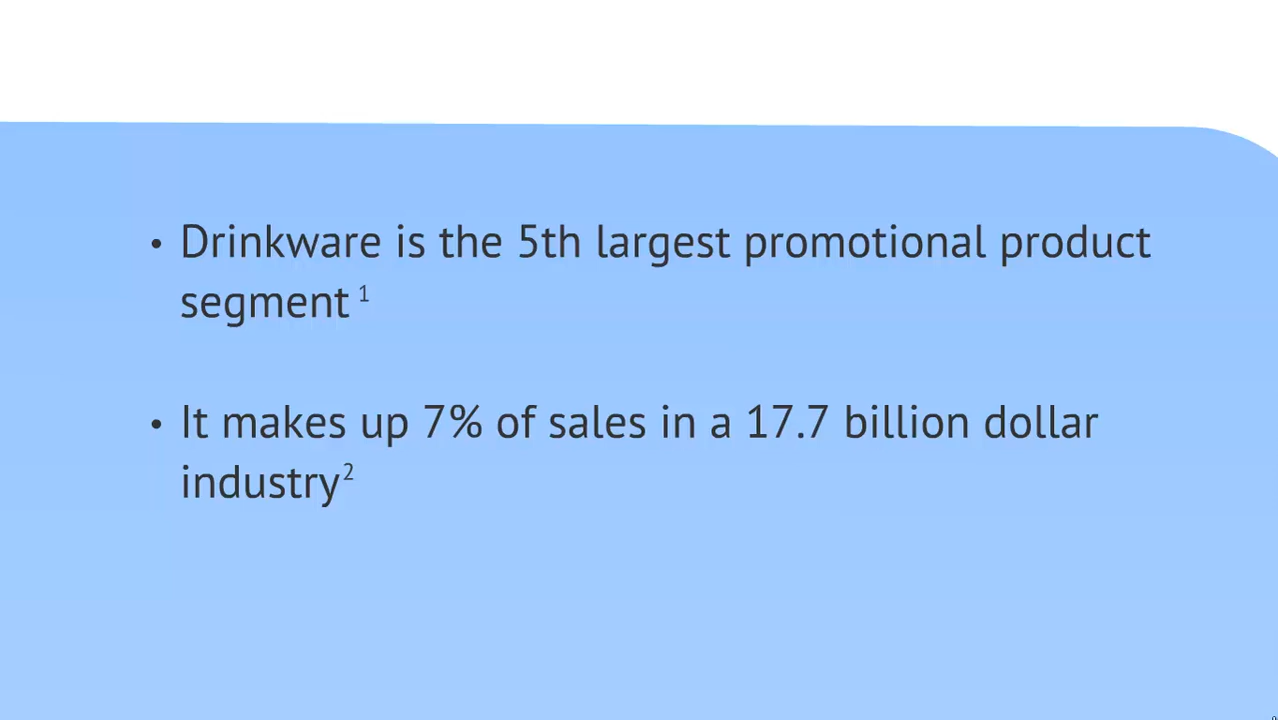 • Drinkware is the 5th largest promotional product
segment ¹
• It makes up 7% of sales in a 17.7 billion dollar
industry²